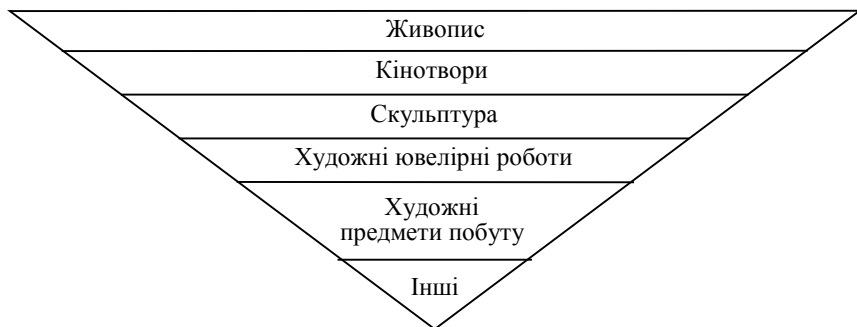 Живопис
Кінотвори
Скульптура
Художні ювелірні роботи
Художні
предмети побуту
Інші